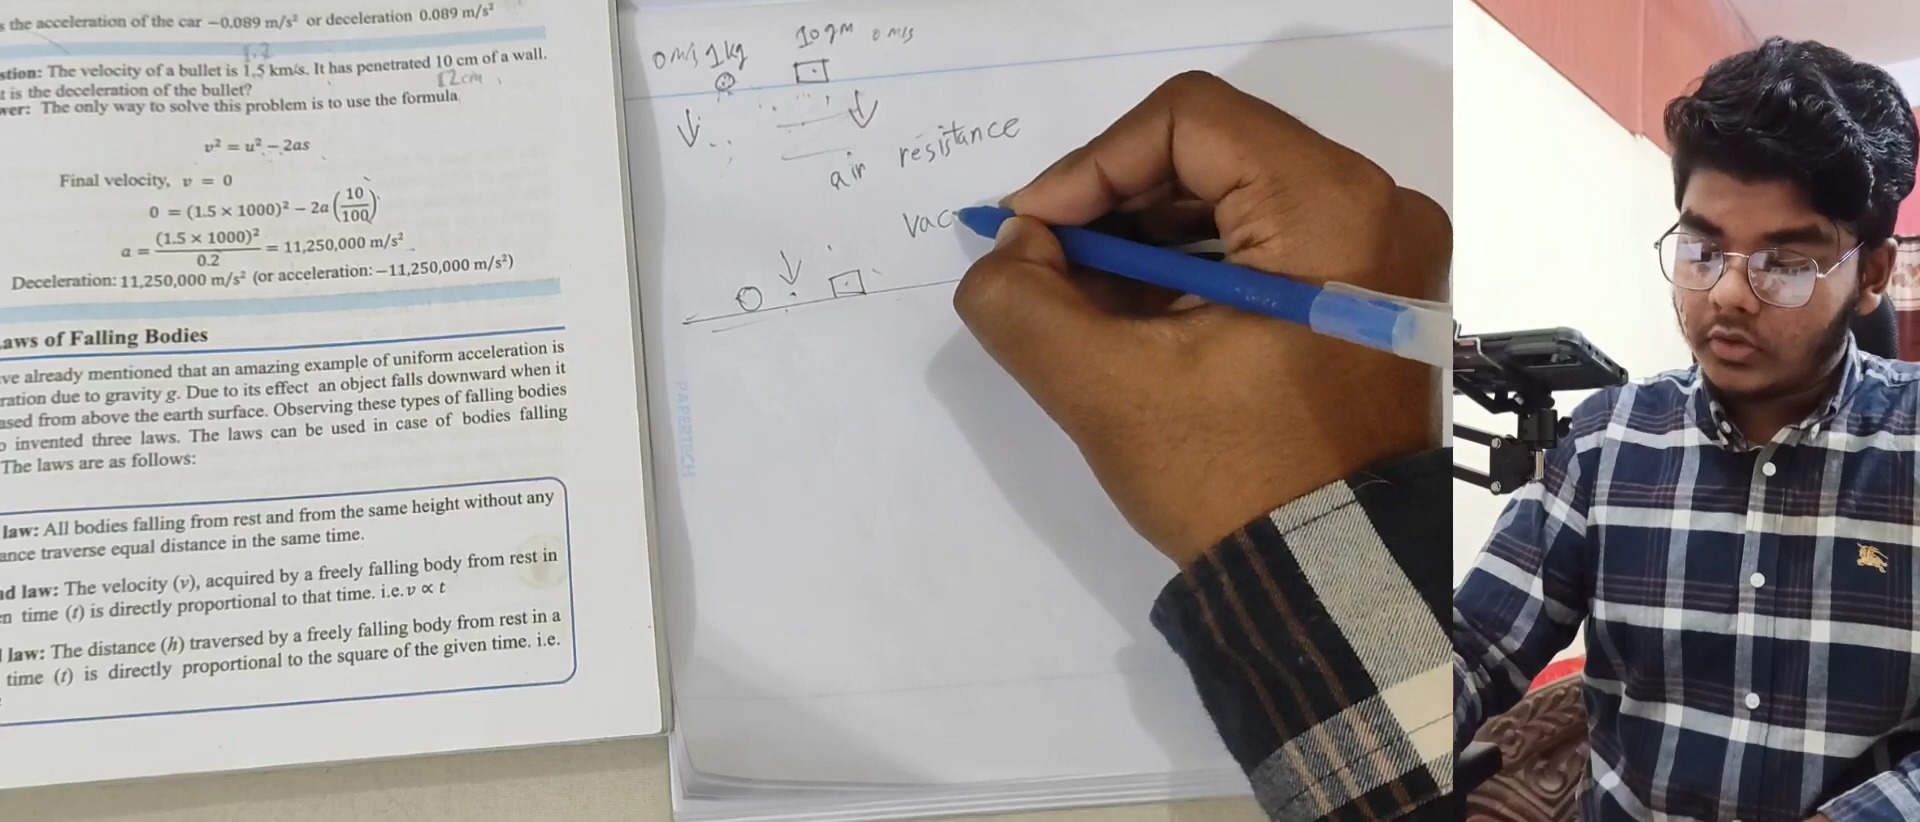 s the acceleration of the car −0.089 m/s² or deceleration 0.089 m/s²
1.2
stion: The velocity of a bullet is 1.5 km/s. It has penetrated 10 cm of a wall.
12cm
t is the deceleration of the bullet?
wer: The only way to solve this problem is to use the formula
v² = u² − 2as
Final velocity, v = 0
0 = (1.5 × 1000)² − 2a (10/100)
a = (1.5 × 1000)²/0.2 = 11,250,000 m/s²
Deceleration: 11,250,000 m/s² (or acceleration: −11,250,000 m/s²)
aws of Falling Bodies
ve already mentioned that an amazing example of uniform acceleration is
ration due to gravity g. Due to its effect an object falls downward when it
ased from above the earth surface. Observing these types of falling bodies
o invented three laws. The laws can be used in case of bodies falling
The laws are as follows:
law: All bodies falling from rest and from the same height without any
ance traverse equal distance in the same time.
nd law: The velocity (v), acquired by a freely falling body from rest in
en time (t) is directly proportional to that time. i.e. v ∝ t
law: The distance (h) traversed by a freely falling body from rest in a
time (t) is directly proportional to the square of the given time. i.e.
0 m/s 1kg
10gm 0 m/s
air resistance
Vac
PAPERTECH